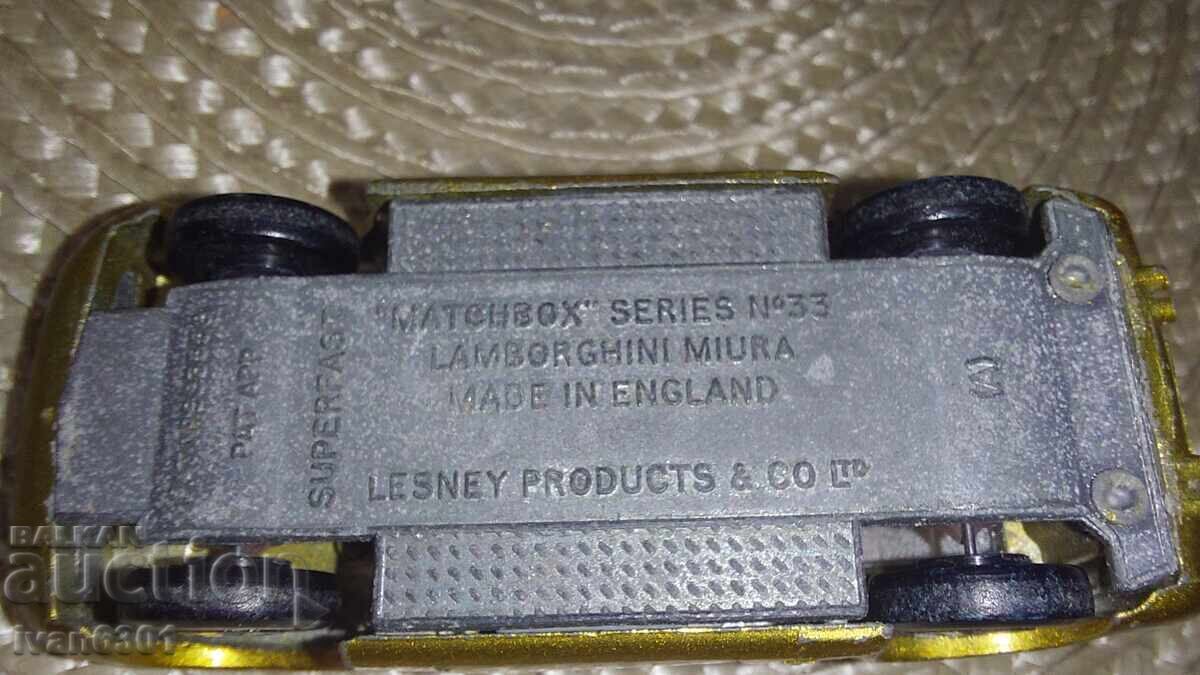 "MATCHBOX" SERIES Nº33
LAMBORGHINI MIURA
MADE IN ENGLAND
LESNEY PRODUCTS & CO LTD
SUPERFAST
PAT APP
BALKAN
auction
ivan6301